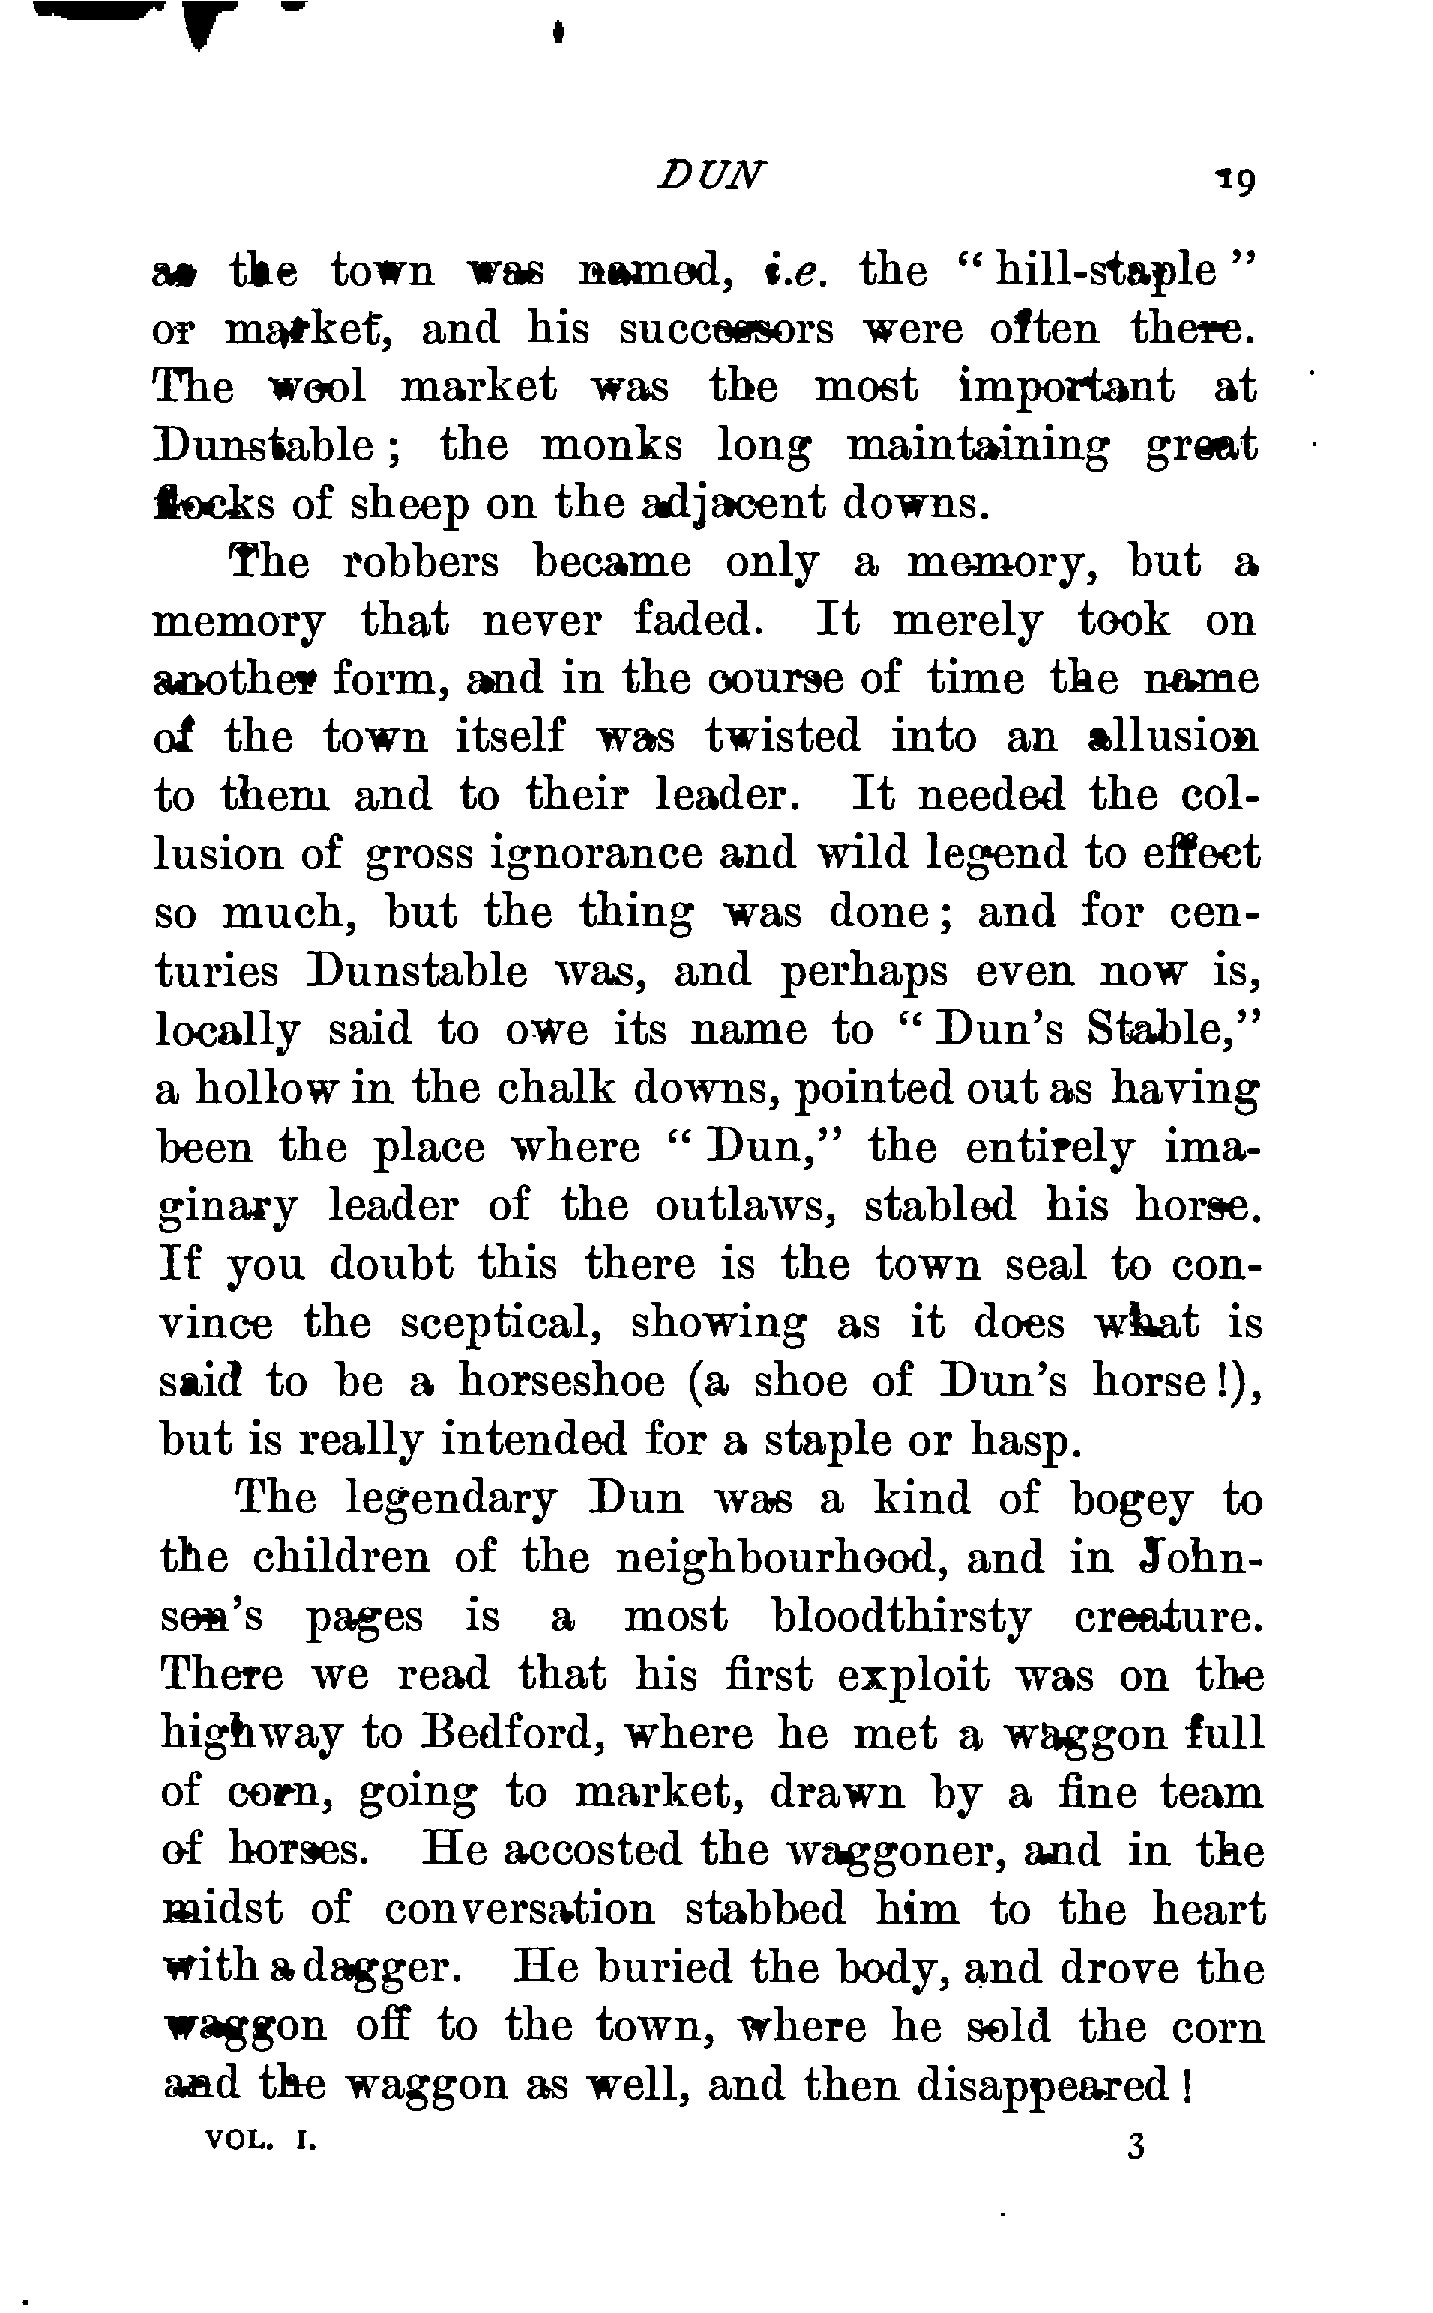 DUN 19
as the town was named, i.e. the “ hill-staple ”
or market, and his successors were often there.
The wool market was the most important at
Dunstable ; the monks long maintaining great
flocks of sheep on the adjacent downs.
The robbers became only a memory, but a
memory that never faded. It merely took on
another form, and in the course of time the name
of the town itself was twisted into an allusion
to them and to their leader. It needed the col-
lusion of gross ignorance and wild legend to effect
so much, but the thing was done ; and for cen-
turies Dunstable was, and perhaps even now is,
locally said to owe its name to “ Dun’s Stable,”
a hollow in the chalk downs, pointed out as having
been the place where “ Dun,” the entirely ima-
ginary leader of the outlaws, stabled his horse.
If you doubt this there is the town seal to con-
vince the sceptical, showing as it does what is
said to be a horseshoe (a shoe of Dun’s horse !),
but is really intended for a staple or hasp.
The legendary Dun was a kind of bogey to
the children of the neighbourhood, and in John-
son’s pages is a most bloodthirsty creature.
There we read that his first exploit was on the
highway to Bedford, where he met a waggon full
of corn, going to market, drawn by a fine team
of horses. He accosted the waggoner, and in the
midst of conversation stabbed him to the heart
with a dagger. He buried the body, and drove the
waggon off to the town, where he sold the corn
and the waggon as well, and then disappeared !
VOL. I. 3